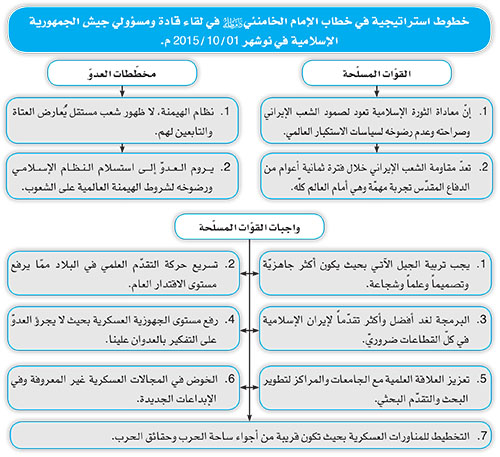 خطوط استراتيجية في خطاب الإمام الخامنئي في لقاء قادة ومسؤولي جيش الجمهورية
الإسلامية في نوشهر 01 /10 /2015 م.
القوّات المسلّحة
1. إنّ معاداة الثورة الإسلامية تعود لصمود الشعب الإيراني
وصراحته وعدم رضوخه لسياسات الاستكبار العالمي.
2. تعدّ مقاومة الشعب الإيراني خلال فترة ثمانية أعوام من
الدفاع المقدّس تجربة مهمّة وهي أمام العالم كلّه.
مخطّطات العدوّ
1. نظام الهيمنة، لا ظهور شعب مستقل يُعارض العتاة
والتابعين لهم.
2. يروم العدوّ إلى استسلام النظام الإسلامي
ورضوخه لشروط الهيمنة العالمية على الشعوب.
واجبات القوّات المسلّحة
1. يجب تربية الجيل الآتي بحيث يكون أكثر جاهزيّة
وتصميماً وعلماً وشجاعة.
2. تسريع حركة التقدّم العلمي في البلاد ممّا يرفع
مستوى الاقتدار العام.
3. البرمجة لغد أفضل وأكثر تقدّماً لإيران الإسلامية
في كلّ القطاعات ضروريّ.
4. رفع مستوى الجهوزية العسكرية بحيث لا يجرؤ العدوّ
على التفكير بالعدوان علينا.
5. تعزيز العلاقة العلمية مع الجامعات والمراكز لتطوير
البحث والتقدّم البحثي.
6. الخوض في المجالات العسكرية غير المعروفة وفي
الإبداعات الجديدة.
7. التخطيط للمناورات العسكرية بحيث تكون قريبة من أجواء ساحة الحرب وحقائق الحرب.